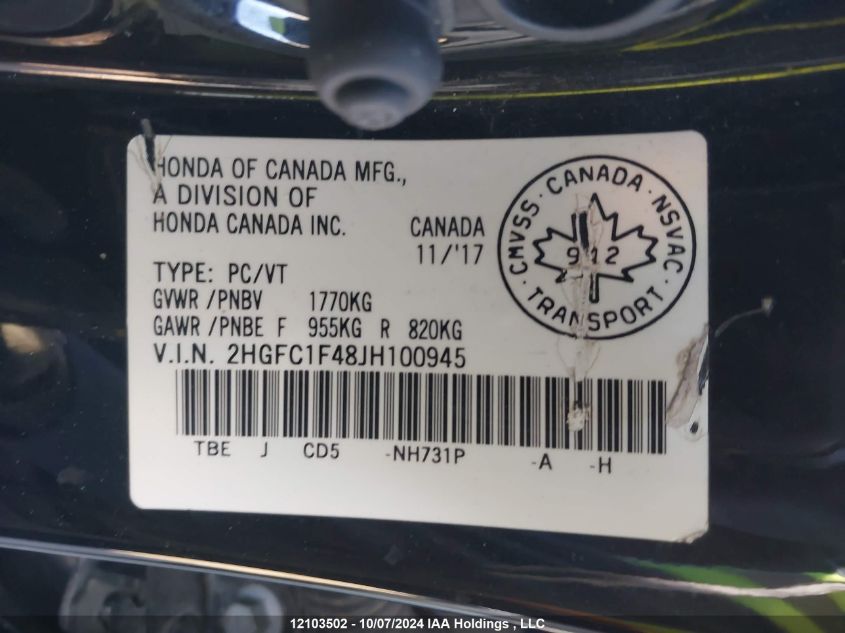 HONDA OF CANADA MFG.,
A DIVISION OF
HONDA CANADA INC.
CANADA
11/'17
TYPE: PC/VT
GVWR /PNBV 1770KG
GAWR /PNBE F 955KG R 820KG
V.I.N. 2HGFC1F48JH100945
CMVSS · CANADA · NSVAC
912
· TRANSPORT ·
TBE J CD5 -NH731P -A -H
12103502 - 10/07/2024 IAA Holdings , LLC